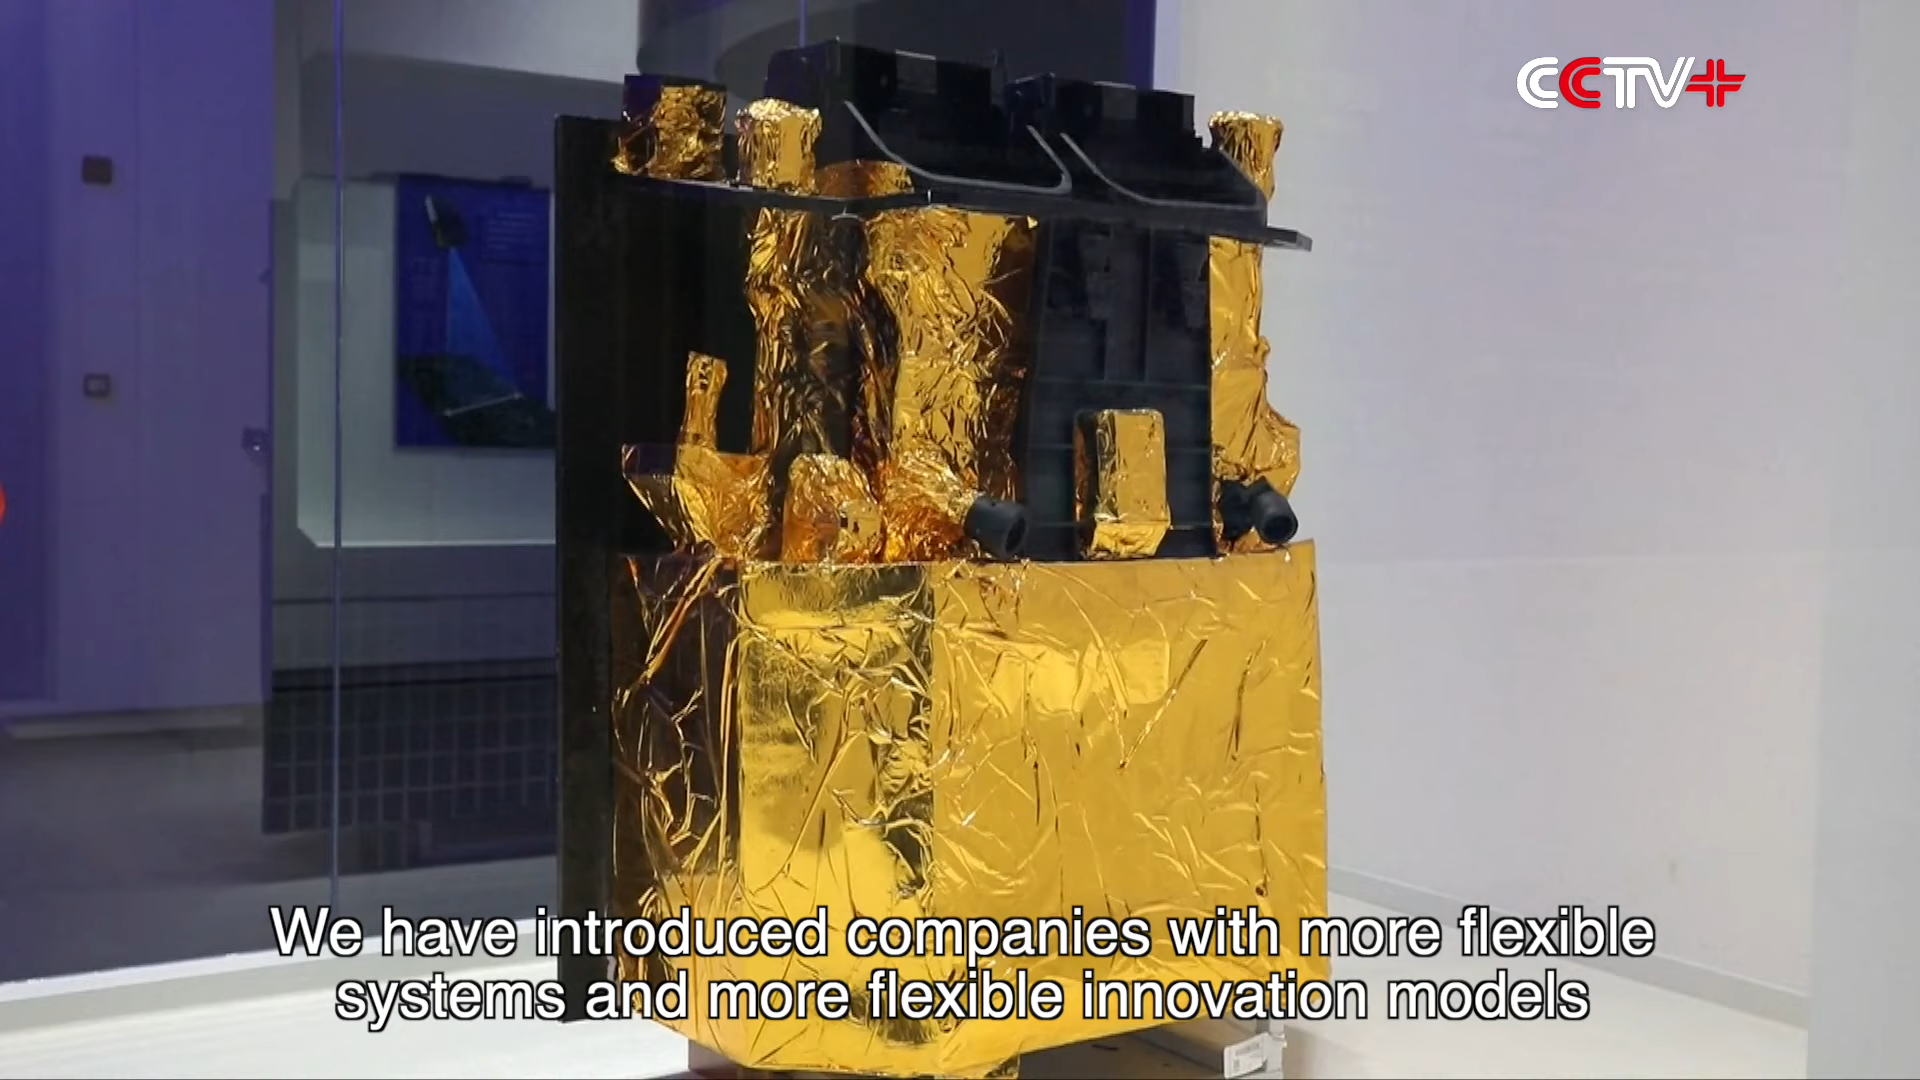 CCTV+
We have introduced companies with more flexible
systems and more flexible innovation models